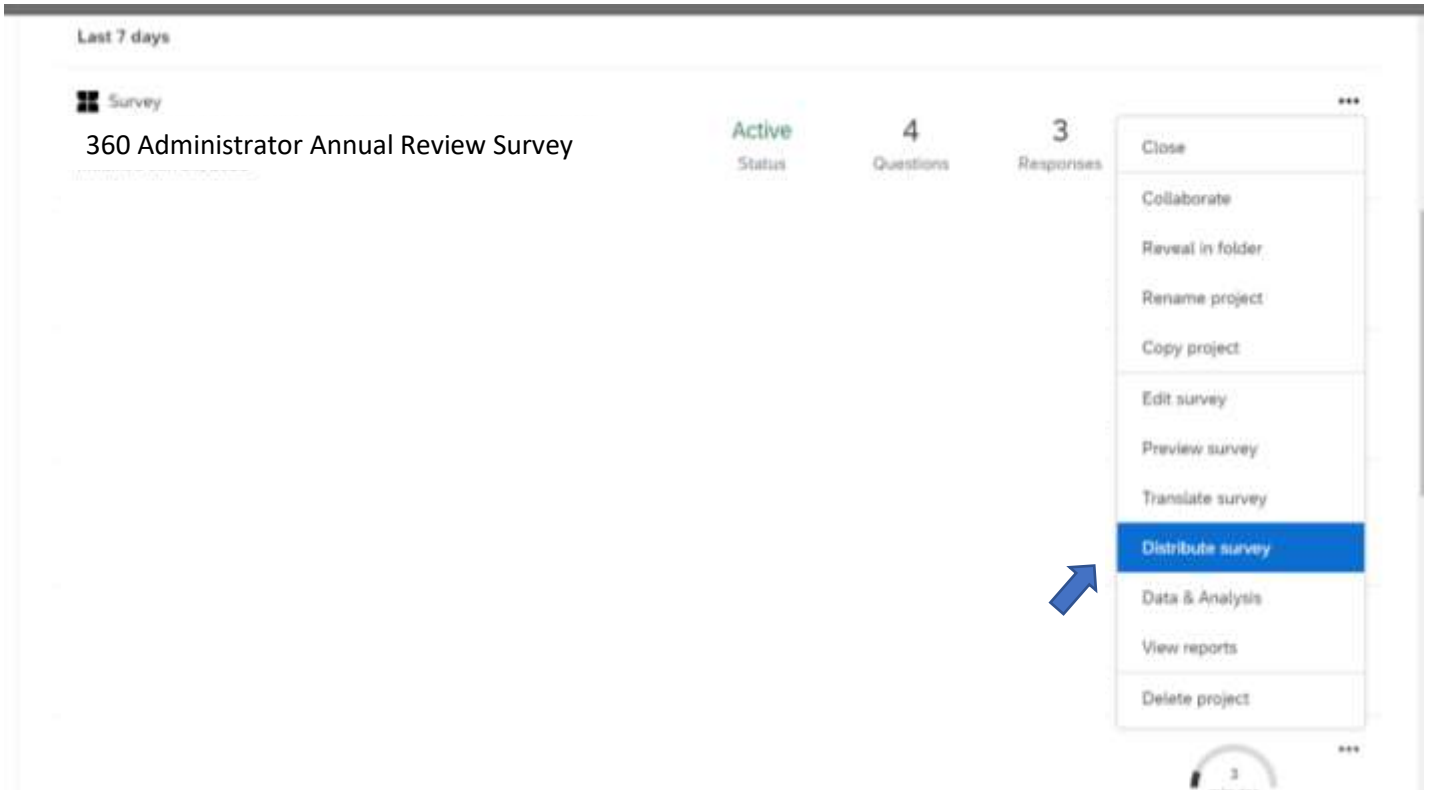 Last 7 days
Survey
360 Administrator Annual Review Survey
Active
Status
4
Questions
3
Responses
Close
Collaborate
Reveal in folder
Rename project
Copy project
Edit survey
Preview survey
Translate survey
Distribute survey
Data & Analysis
View reports
Delete project
3